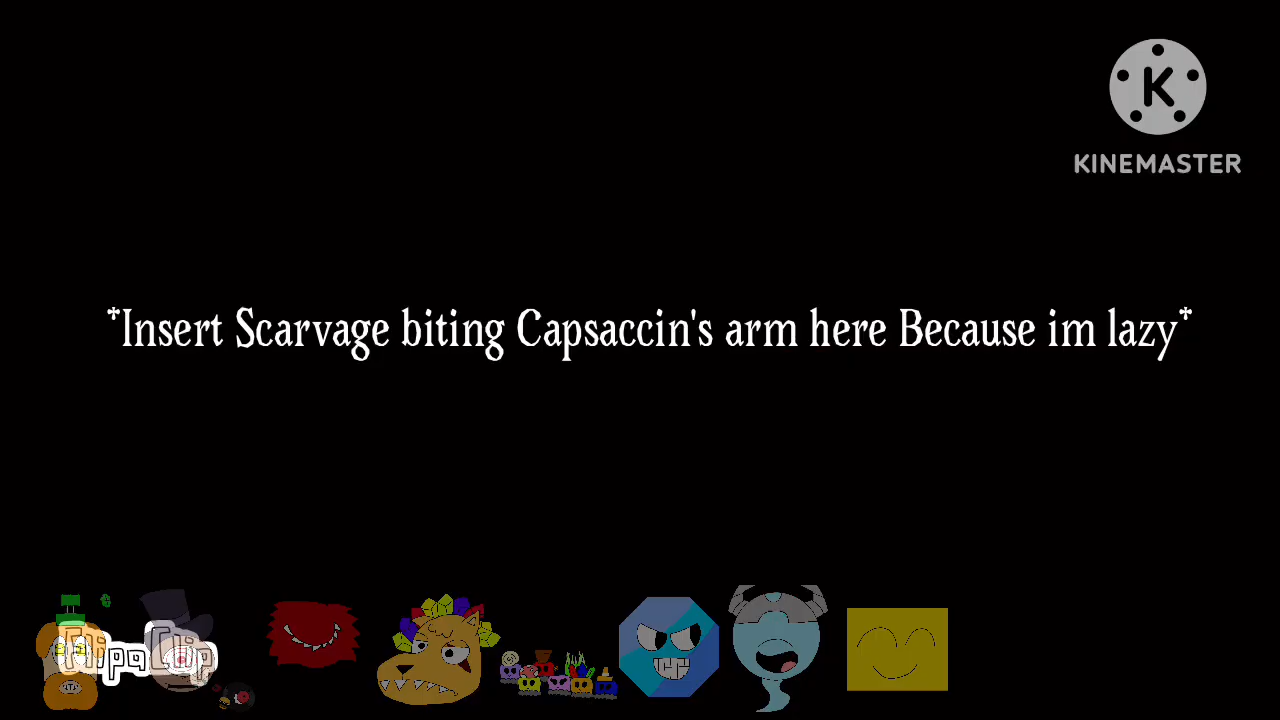 K
KINEMASTER
*Insert Scarvage biting Capsaccin's arm here Because im lazy*
FlipaClip